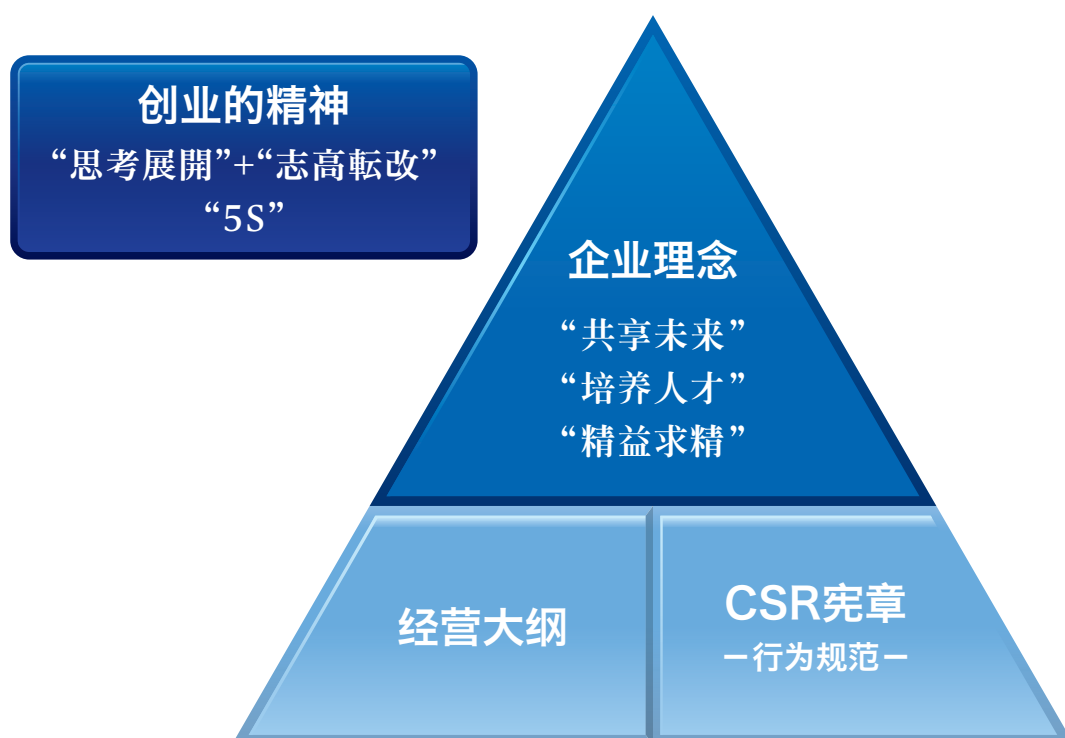 创业的精神
“思考展開”+“志高転改”
“5S”
企业理念
“共享未来”
“培养人才”
“精益求精”
经营大纲
CSR宪章
－行为规范－